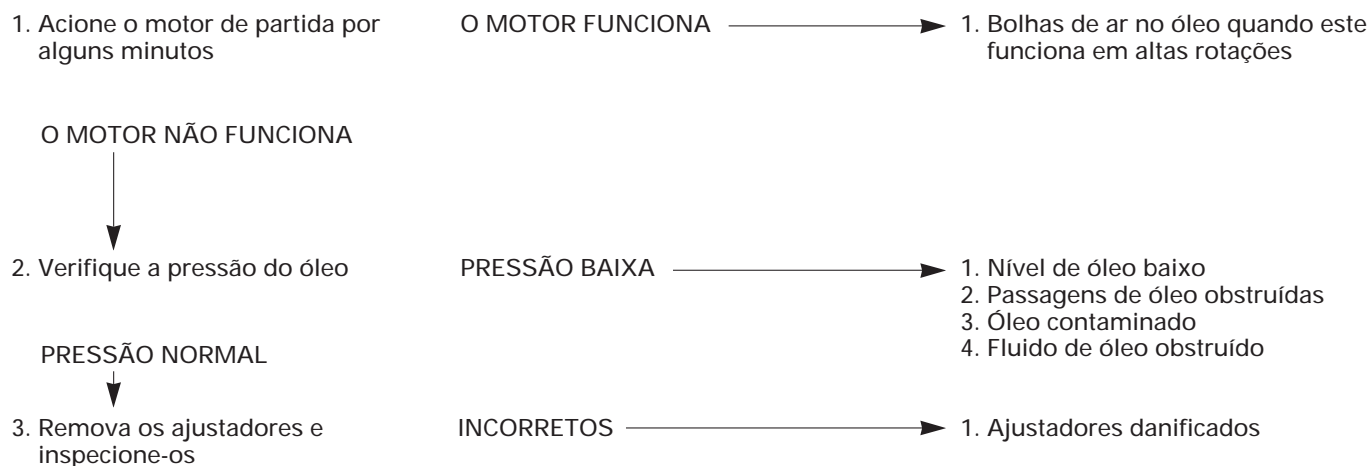 1. Acione o motor de partida por
alguns minutos
O MOTOR FUNCIONA
1. Bolhas de ar no óleo quando este
funciona em altas rotações
O MOTOR NÃO FUNCIONA
2. Verifique a pressão do óleo
PRESSÃO BAIXA
1. Nível de óleo baixo
2. Passagens de óleo obstruídas
3. Óleo contaminado
4. Fluido de óleo obstruído
PRESSÃO NORMAL
3. Remova os ajustadores e
inspecione-os
INCORRETOS
1. Ajustadores danificados